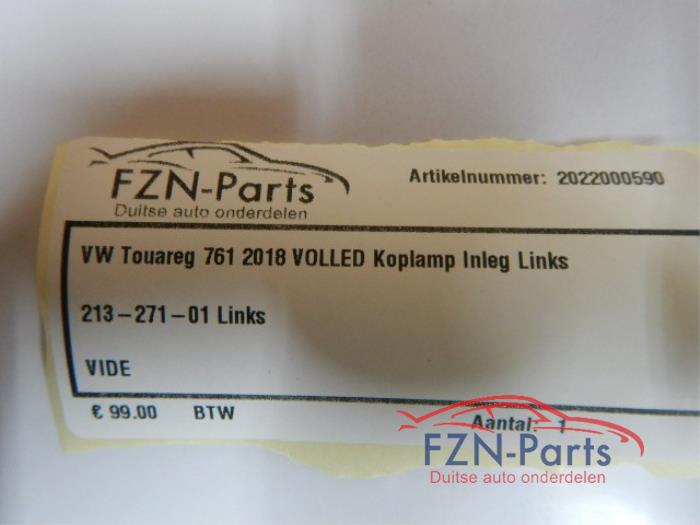 FZN-Parts
Duitse auto onderdelen
Artikelnummer: 2022000590
VW Touareg 761 2018 VOLLED Koplamp Inleg Links
213-271-01 Links
VIDE
€ 99.00 BTW
Aantal: 1
FZN-Parts
Duitse auto onderdelen